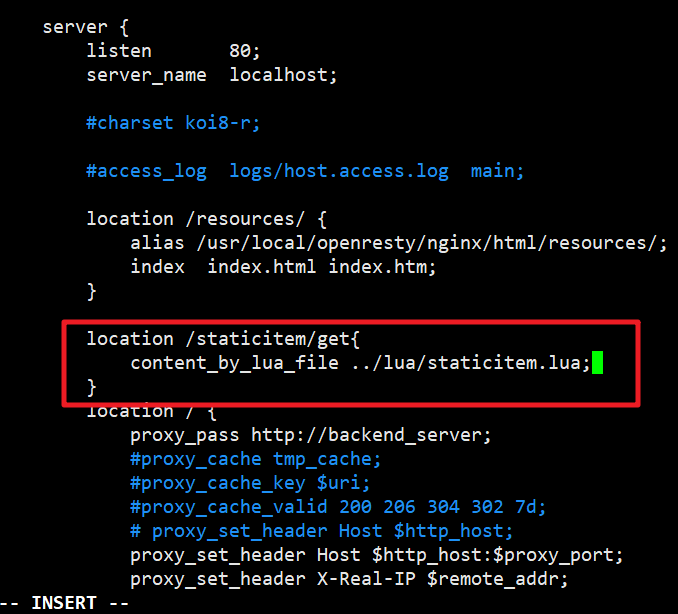 server {
listen       80;
server_name  localhost;
#charset koi8-r;
#access_log  logs/host.access.log  main;
location /resources/ {
alias /usr/local/openresty/nginx/html/resources/;
index  index.html index.htm;
}
location /staticitem/get{
content_by_lua_file ../lua/staticitem.lua;
}
location / {
proxy_pass http://backend_server;
#proxy_cache tmp_cache;
#proxy_cache_key $uri;
#proxy_cache_valid 200 206 304 302 7d;
# proxy_set_header Host $http_host;
proxy_set_header Host $http_host:$proxy_port;
proxy_set_header X-Real-IP $remote_addr;
-- INSERT --